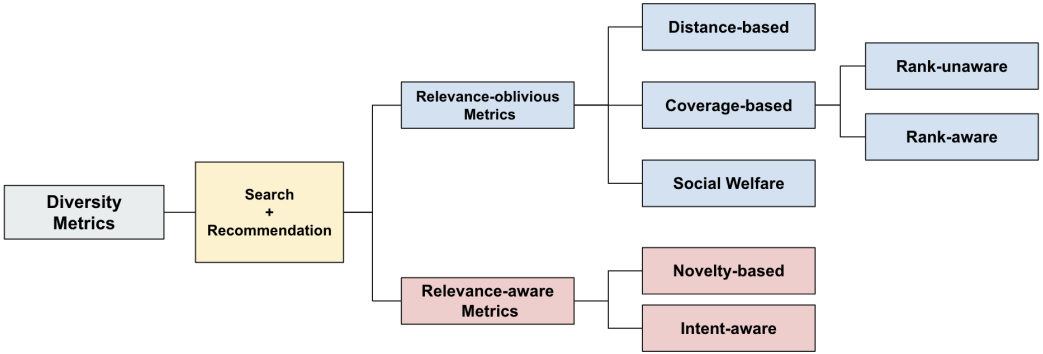 Diversity
Metrics
Search
+
Recommendation
Relevance-oblivious
Metrics
Distance-based
Coverage-based
Rank-unaware
Rank-aware
Social Welfare
Relevance-aware
Metrics
Novelty-based
Intent-aware